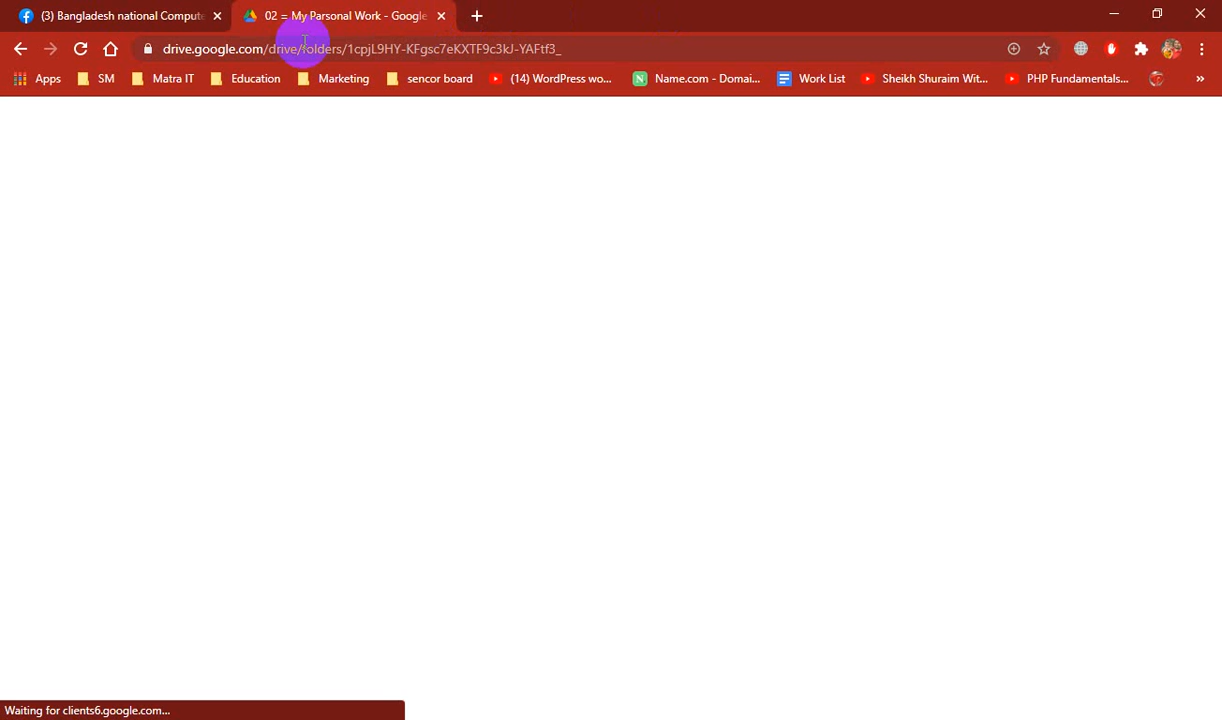 (3) Bangladesh national Compute
02 = My Parsonal Work - Google
drive.google.com/drive/folders/1cpjL9HY-KFgsc7eKXTF9c3kJ-YAFtf3_
Apps SM Matra IT Education Marketing sencor board (14) WordPress wo... Name.com - Domai... Work List Sheikh Shuraim Wit... PHP Fundamentals... »
Waiting for clients6.google.com...